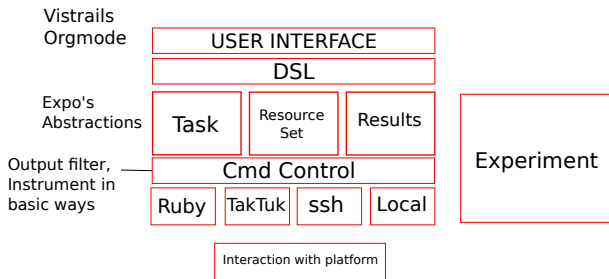 Vistrails
Orgmode
USER INTERFACE
DSL
Expo's
Abstractions
Task
Resource
Set
Results
Experiment
Output filter,
Instrument in
basic ways
Cmd Control
Ruby
TakTuk
ssh
Local
Interaction with platform